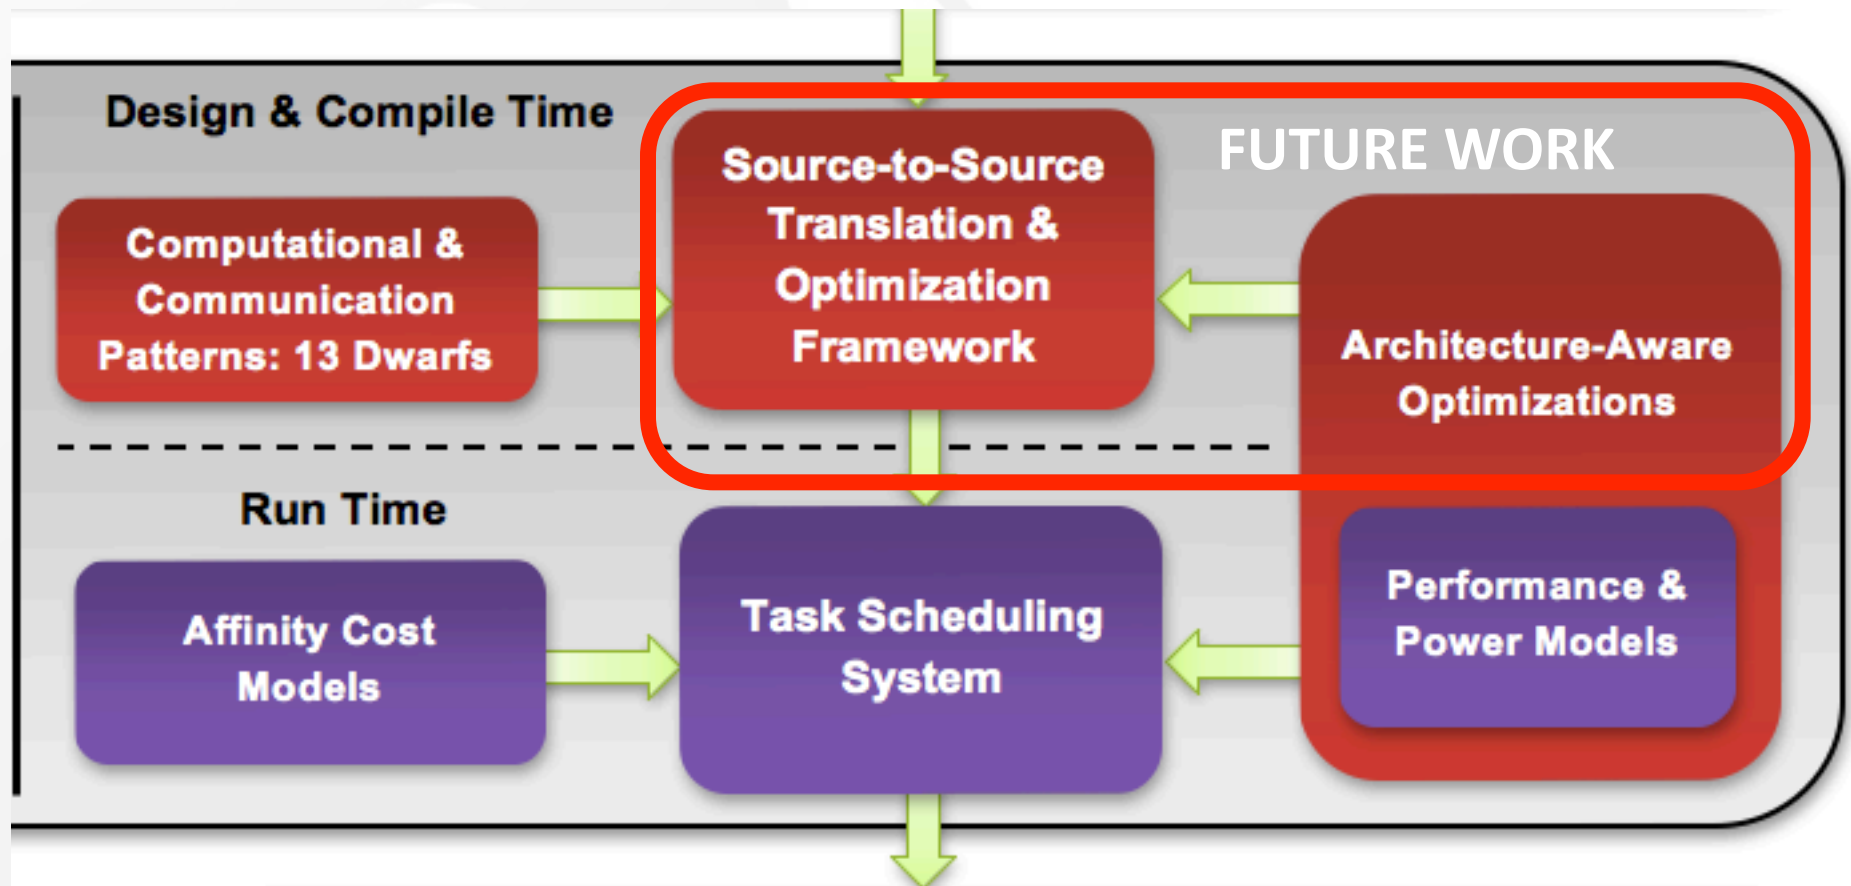 Design & Compile Time
FUTURE WORK
Computational &
Communication
Patterns: 13 Dwarfs
Source-to-Source
Translation &
Optimization
Framework
Architecture-Aware
Optimizations
Run Time
Affinity Cost
Models
Task Scheduling
System
Performance &
Power Models